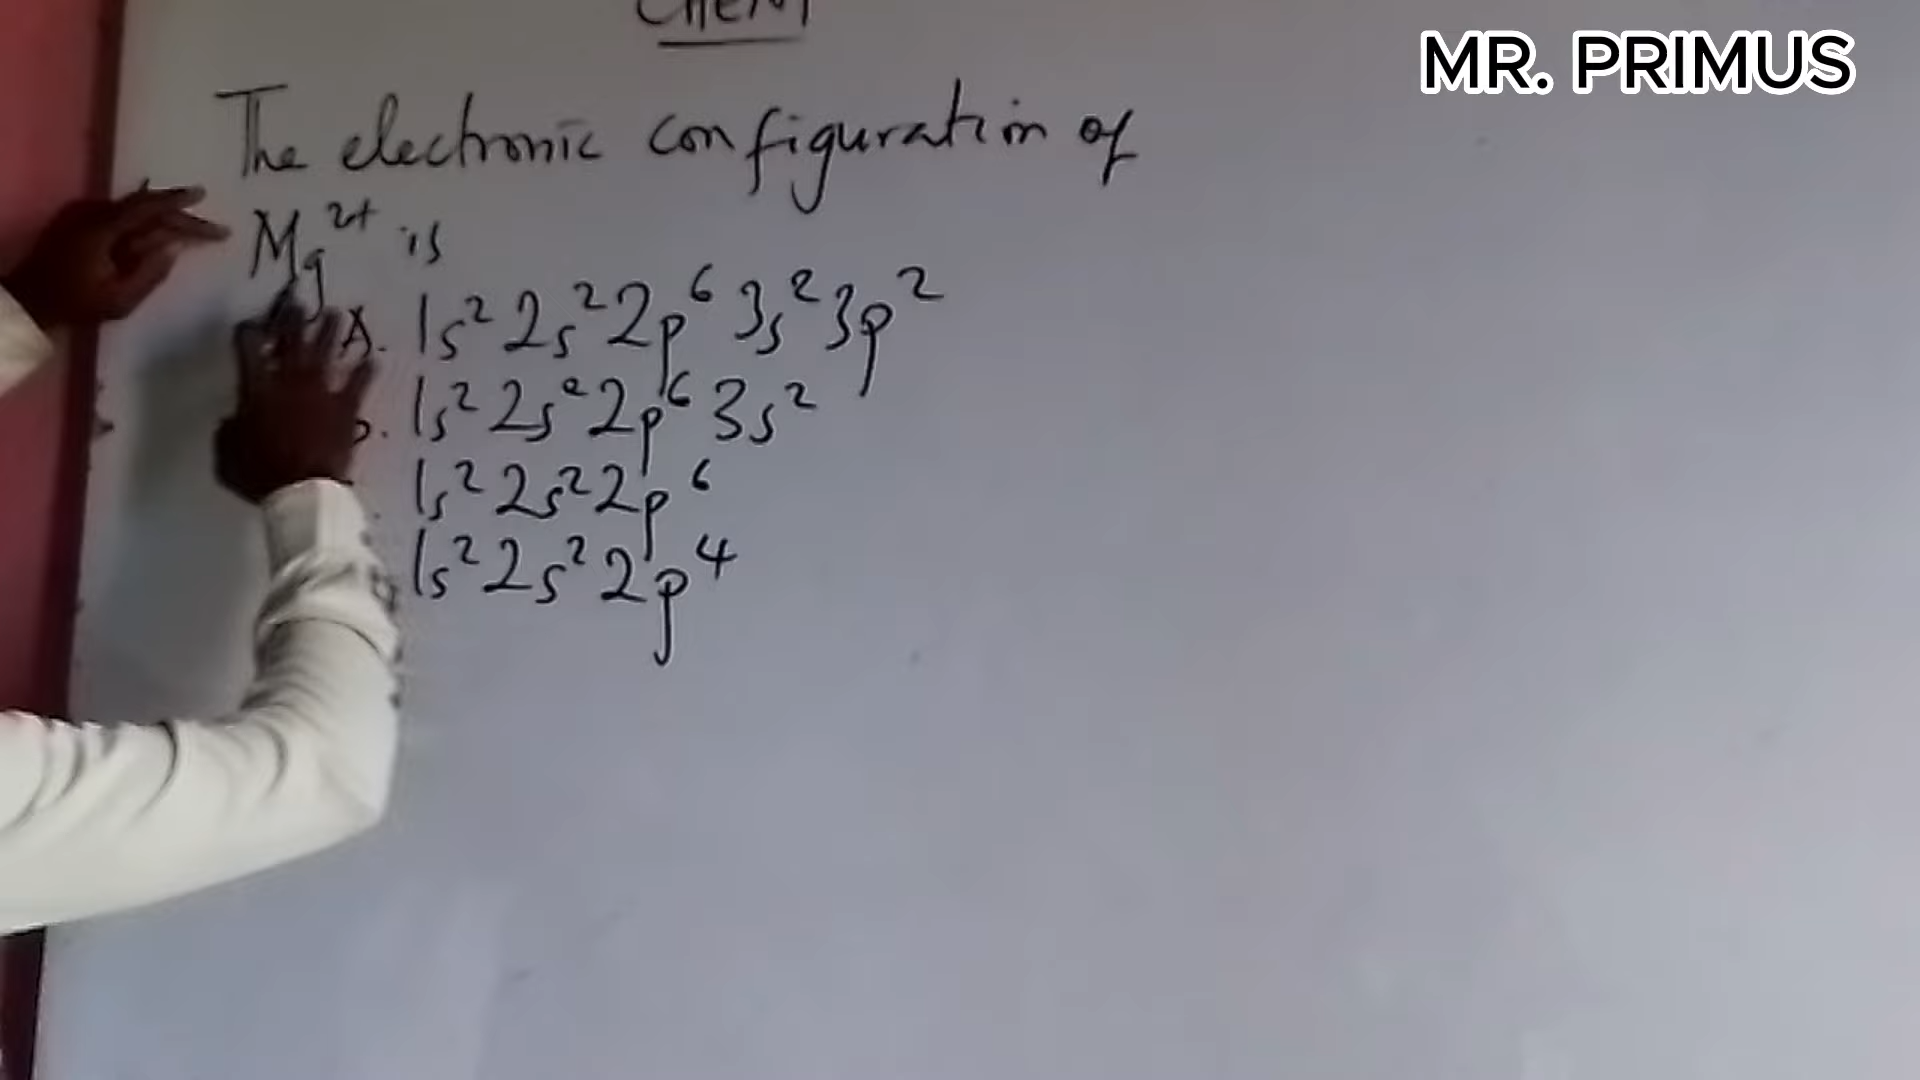 CHEM
MR. PRIMUS
The electronic configuration of
Mg²⁺ is
A. 1s² 2s² 2p⁶ 3s² 3p²
1s² 2s² 2p⁶ 3s²
1s² 2s² 2p⁶
1s² 2s² 2p⁴